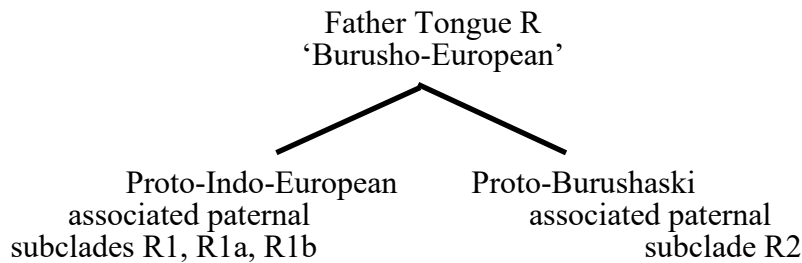 Father Tongue R
‘Burusho-European’
Proto-Indo-European
associated paternal
subclades R1, R1a, R1b
Proto-Burushaski
associated paternal
subclade R2